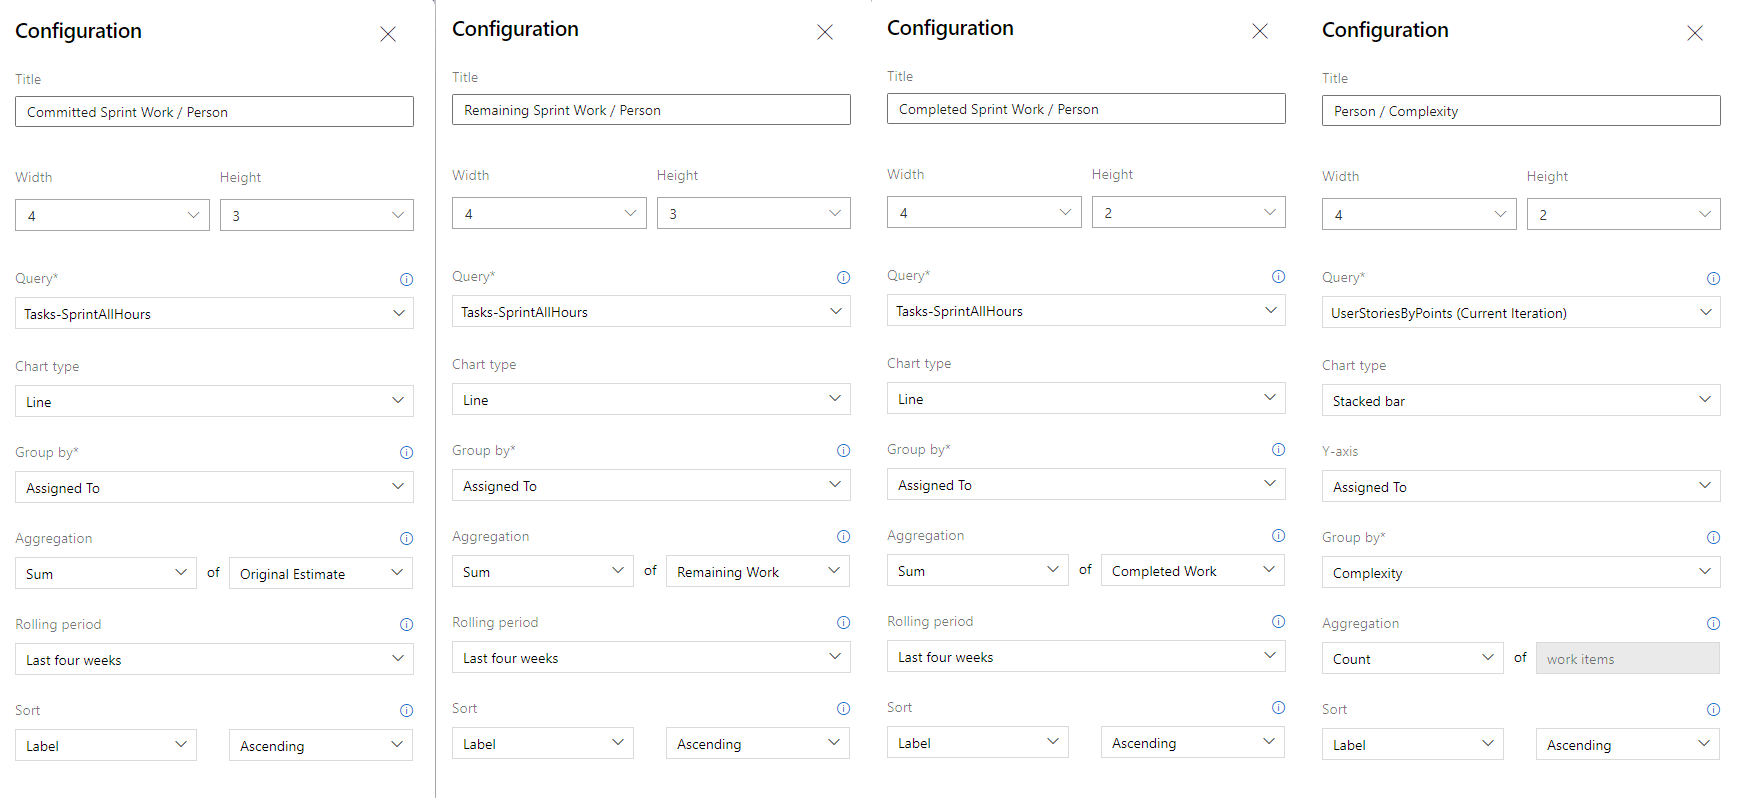 Configuration
Title
Committed Sprint Work / Person
Width Height
4 3
Query*
Tasks-SprintAllHours
Chart type
Line
Group by*
Assigned To
Aggregation
Sum of Original Estimate
Rolling period
Last four weeks
Sort
Label Ascending
Configuration
Title
Remaining Sprint Work / Person
Width Height
4 3
Query*
Tasks-SprintAllHours
Chart type
Line
Group by*
Assigned To
Aggregation
Sum of Remaining Work
Rolling period
Last four weeks
Sort
Label Ascending
Configuration
Title
Completed Sprint Work / Person
Width Height
4 2
Query*
Tasks-SprintAllHours
Chart type
Line
Group by*
Assigned To
Aggregation
Sum of Completed Work
Rolling period
Last four weeks
Sort
Label Ascending
Configuration
Title
Person / Complexity
Width Height
4 2
Query*
UserStoriesByPoints (Current Iteration)
Chart type
Stacked bar
Y-axis
Assigned To
Group by*
Complexity
Aggregation
Count of work items
Sort
Label Ascending